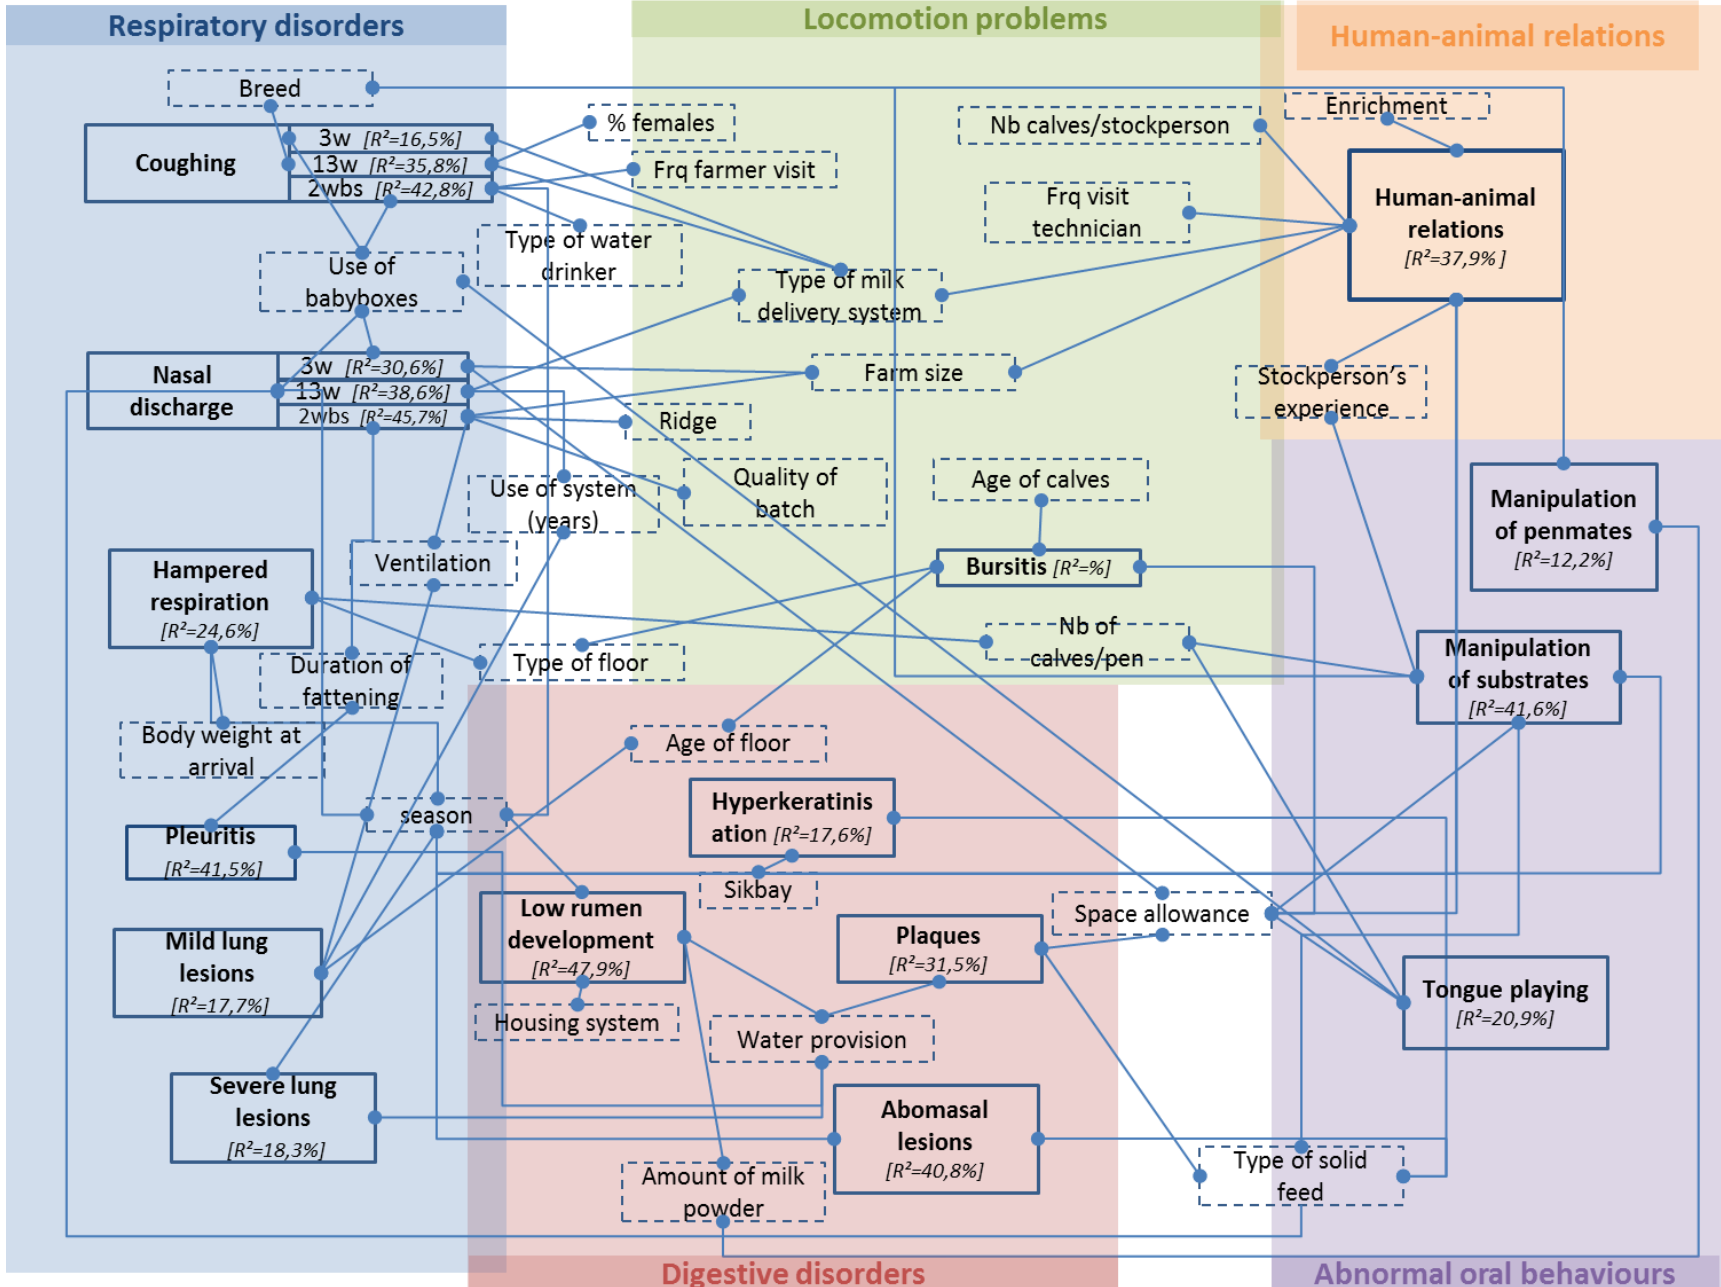 Respiratory disorders
Locomotion problems
Human-animal relations
Breed
Coughing
3w [R²=16,5%]
13w [R²=35,8%]
2wbs [R²=42,8%]
% females
Frq farmer visit
Type of water
drinker
Use of
babyboxes
Nb calves/stockperson
Frq visit
technician
Type of milk
delivery system
Farm size
Enrichment
Human-animal
relations
[R²=37,9% ]
Stockperson's
experience
Nasal
discharge
3w [R²=30,6%]
13w [R²=38,6%]
2wbs [R²=45,7%]
Ridge
Quality of
batch
Use of system
(years)
Ventilation
Age of calves
Bursitis [R²=%]
Nb of
calves/pen
Manipulation
of penmates
[R²=12,2%]
Hampered
respiration
[R²=24,6%]
Duration of
fattening
Type of floor
Manipulation
of substrates
[R²=41,6%]
Body weight at
arrival
Age of floor
season
Hyperkeratinis
ation [R²=17,6%]
Sikbay
Pleuritis
[R²=41,5%]
Low rumen
development
[R²=47,9%]
Housing system
Plaques
[R²=31,5%]
Space allowance
Water provision
Mild lung
lesions
[R²=17,7%]
Tongue playing
[R²=20,9%]
Severe lung
lesions
[R²=18,3%]
Abomasal
lesions
[R²=40,8%]
Amount of milk
powder
Type of solid
feed
Digestive disorders
Abnormal oral behaviours